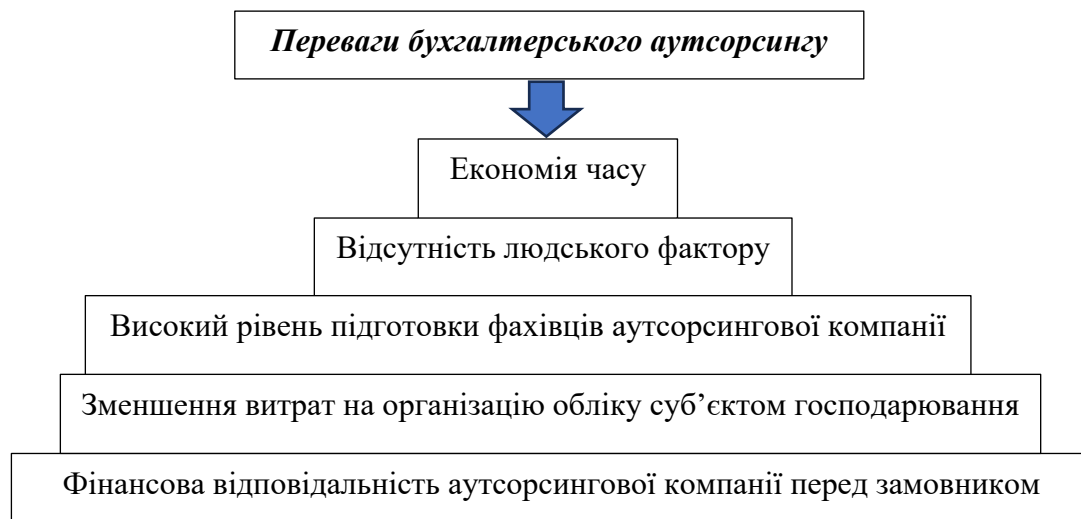 Переваги бухгалтерського аутсорсингу
Економія часу
Відсутність людського фактору
Високий рівень підготовки фахівців аутсорсингової компанії
Зменшення витрат на організацію обліку суб’єктом господарювання
Фінансова відповідальність аутсорсингової компанії перед замовником